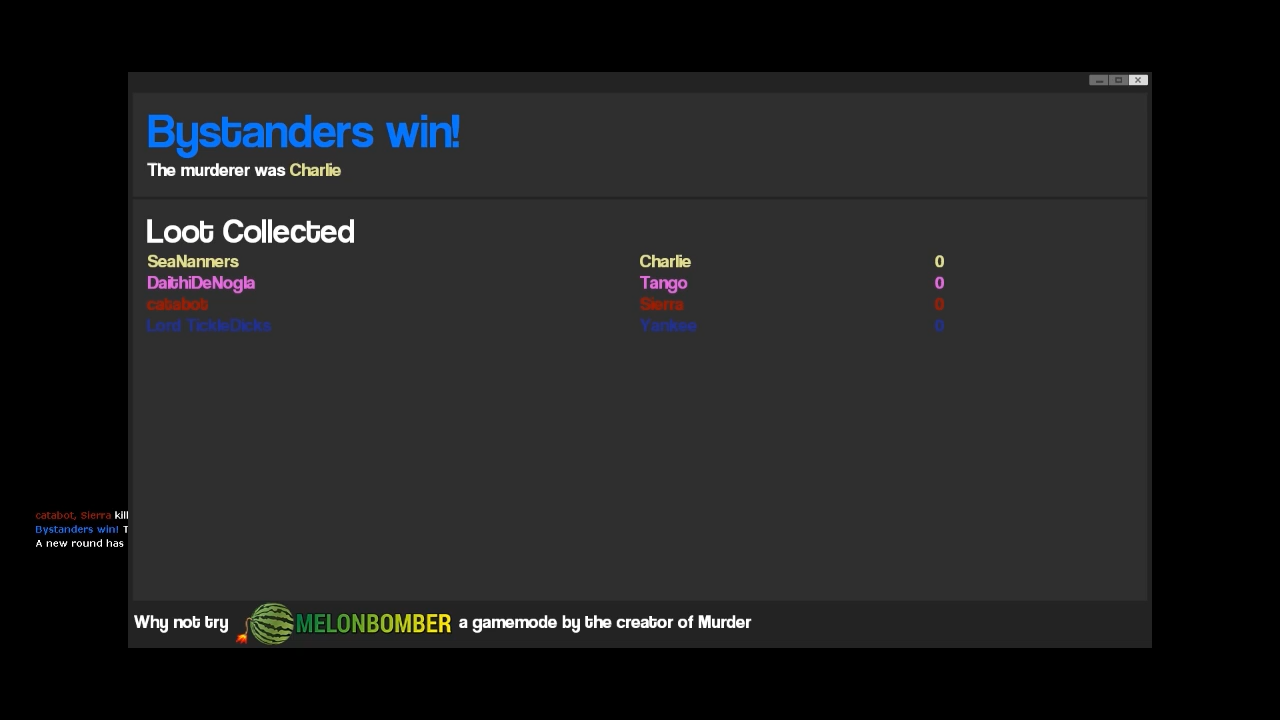 Bystanders win!
The murderer was Charlie
Loot Collected
SeaNanners Charlie 0
DaithiDeNogla Tango 0
catabot Sierra 0
Lord TickleDicks Yankee 0
catabot, Sierra kill
Bystanders win! T
A new round has
Why not try MELONBOMBER a gamemode by the creator of Murder